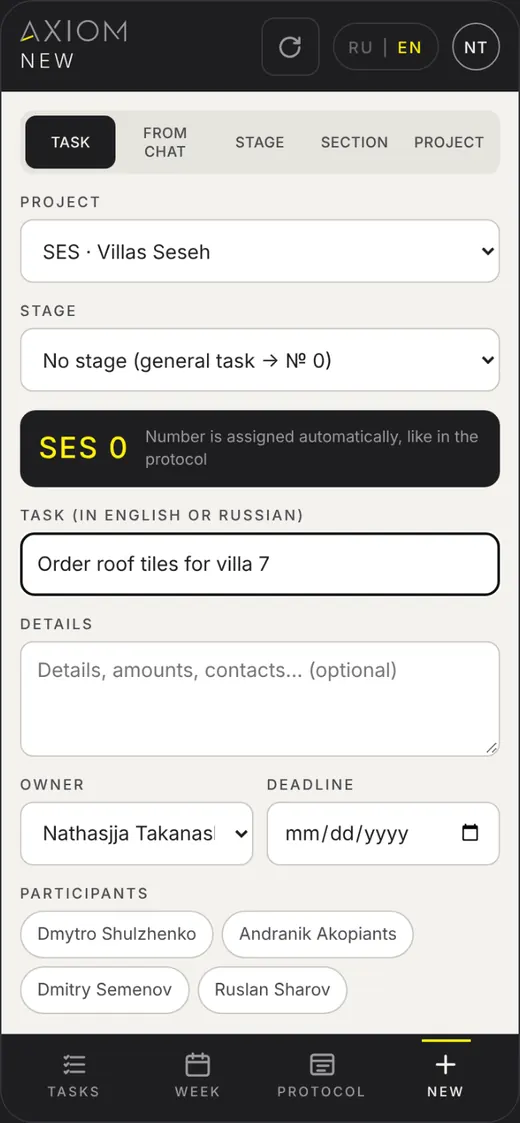 AXIOM
NEW
RU | EN
NT
TASK
FROM
CHAT
STAGE
SECTION
PROJECT
PROJECT
SES · Villas Seseh
STAGE
No stage (general task → № 0)
SES 0
Number is assigned automatically, like in the
protocol
TASK (IN ENGLISH OR RUSSIAN)
Order roof tiles for villa 7
DETAILS
Details, amounts, contacts... (optional)
OWNER
DEADLINE
Nathasjja Takanas
mm/dd/yyyy
PARTICIPANTS
Dmytro Shulzhenko
Andranik Akopiants
Dmitry Semenov
Ruslan Sharov
TASKS
WEEK
PROTOCOL
NEW